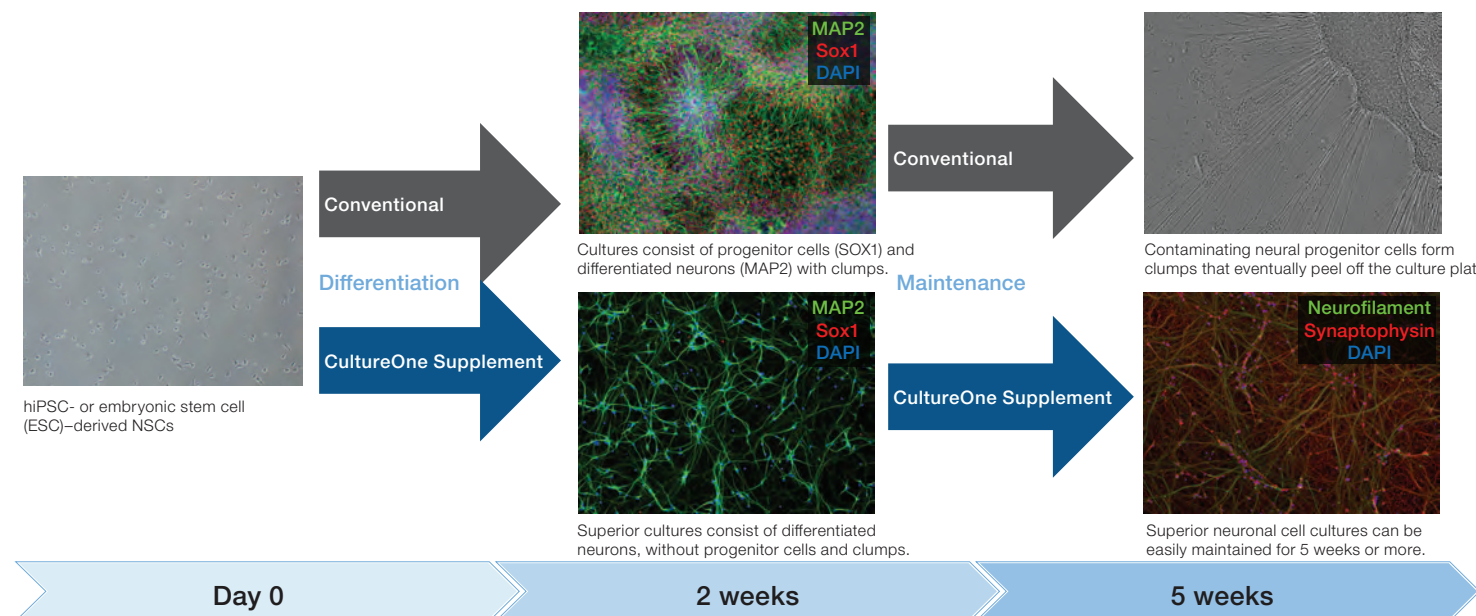 MAP2
Sox1
DAPI
Conventional
Conventional
Cultures consist of progenitor cells (SOX1) and
differentiated neurons (MAP2) with clumps.
Contaminating neural progenitor cells form
clumps that eventually peel off the culture plat
Differentiation
Maintenance
MAP2
Sox1
DAPI
Neurofilament
Synaptophysin
DAPI
CultureOne Supplement
CultureOne Supplement
hiPSC- or embryonic stem cell
(ESC)–derived NSCs
Superior cultures consist of differentiated
neurons, without progenitor cells and clumps.
Superior neuronal cell cultures can be
easily maintained for 5 weeks or more.
Day 0
2 weeks
5 weeks